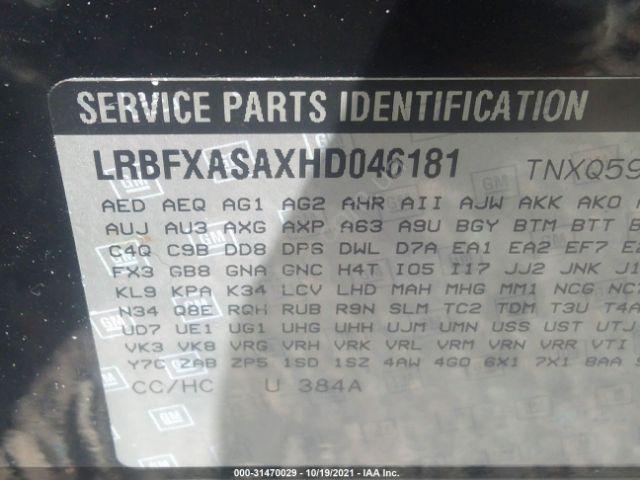 SERVICE PARTS IDENTIFICATION
LRBFXASAXHD046181 TNXQ59
AED AEQ AG1 AG2 AHR AII AJW AKK AKO
AUJ AU3 AXG AXP A63 A9U BGY BTM BTT
C4Q C9B DD8 DPS DWL D7A EA1 EA2 EF7
FX3 GB8 GNA GNC H4T I05 I17 JJ2 JNK
KL9 KPA K34 LCV LHD MAH MHG MM1 NCG
N34 Q8E RQH RUB R9N SLM TC2 TDM T3U T4A
UD7 UE1 UG1 UHG UHH UJM UMN USS UST UTJ
VK3 VK8 VRG VRH VRK VRL VRM VRN VRR VTI
Y7C ZAB ZP5 1SD 1SZ 4AW 4G0 6X1 7X1 8AA
CC/HC U 384A
GM
000-31470029 - 10/19/2021 - IAA Inc.